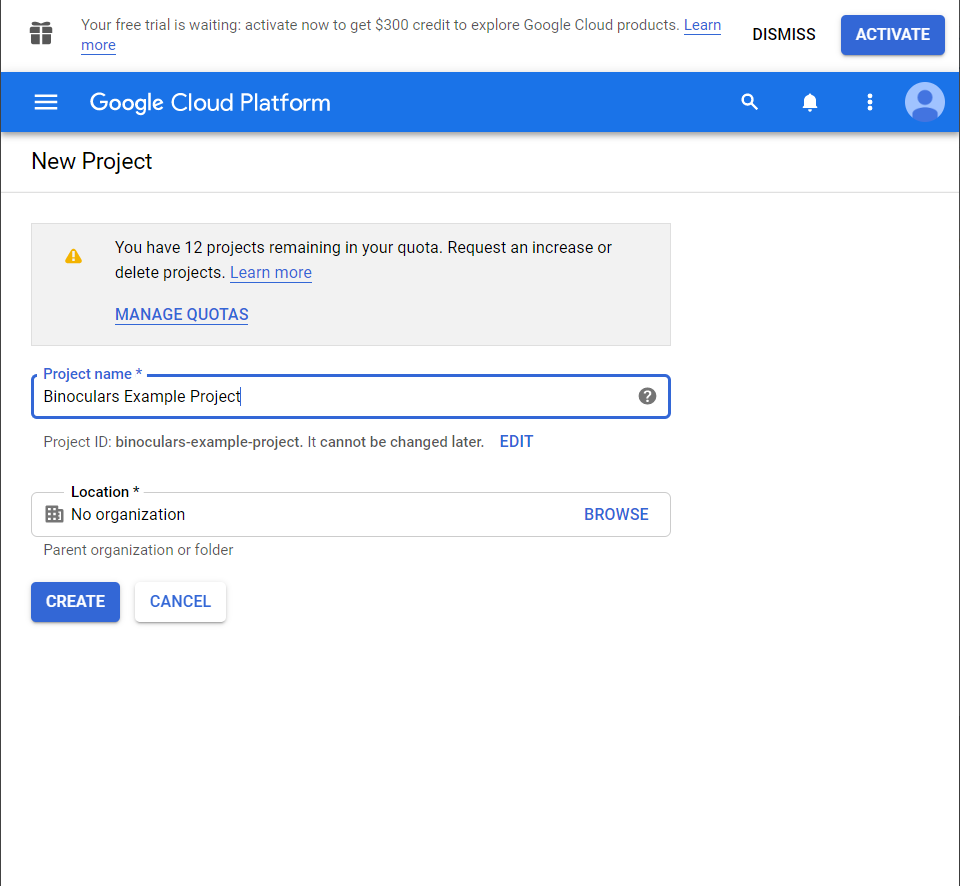 Your free trial is waiting: activate now to get $300 credit to explore Google Cloud products. Learn
more
DISMISS
ACTIVATE
Google Cloud Platform
New Project
You have 12 projects remaining in your quota. Request an increase or
delete projects. Learn more
MANAGE QUOTAS
Project name *
Binoculars Example Project
Project ID: binoculars-example-project. It cannot be changed later. EDIT
Location *
No organization
BROWSE
Parent organization or folder
CREATE
CANCEL